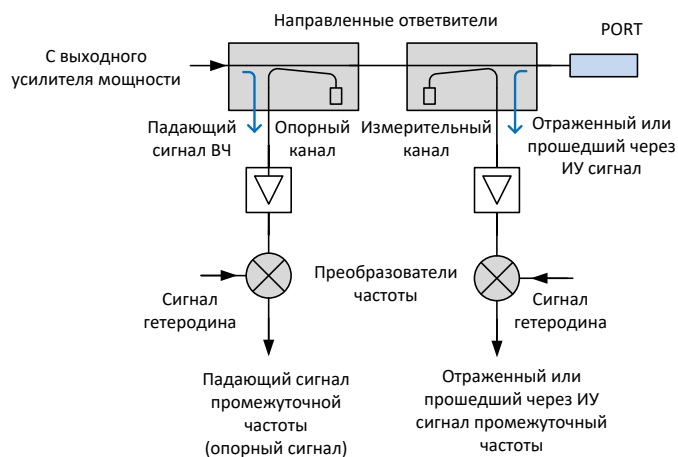 Направленные ответвители
PORT
С выходного
усилителя мощности
Падающий
сигнал ВЧ
Опорный
канал
Измерительный
канал
Отраженный или
прошедший через
ИУ сигнал
Преобразователи
частоты
Сигнал
гетеродина
Сигнал
гетеродина
Падающий сигнал
промежуточной
частоты
(опорный сигнал)
Отраженный или
прошедший через ИУ
сигнал промежуточный
частоты